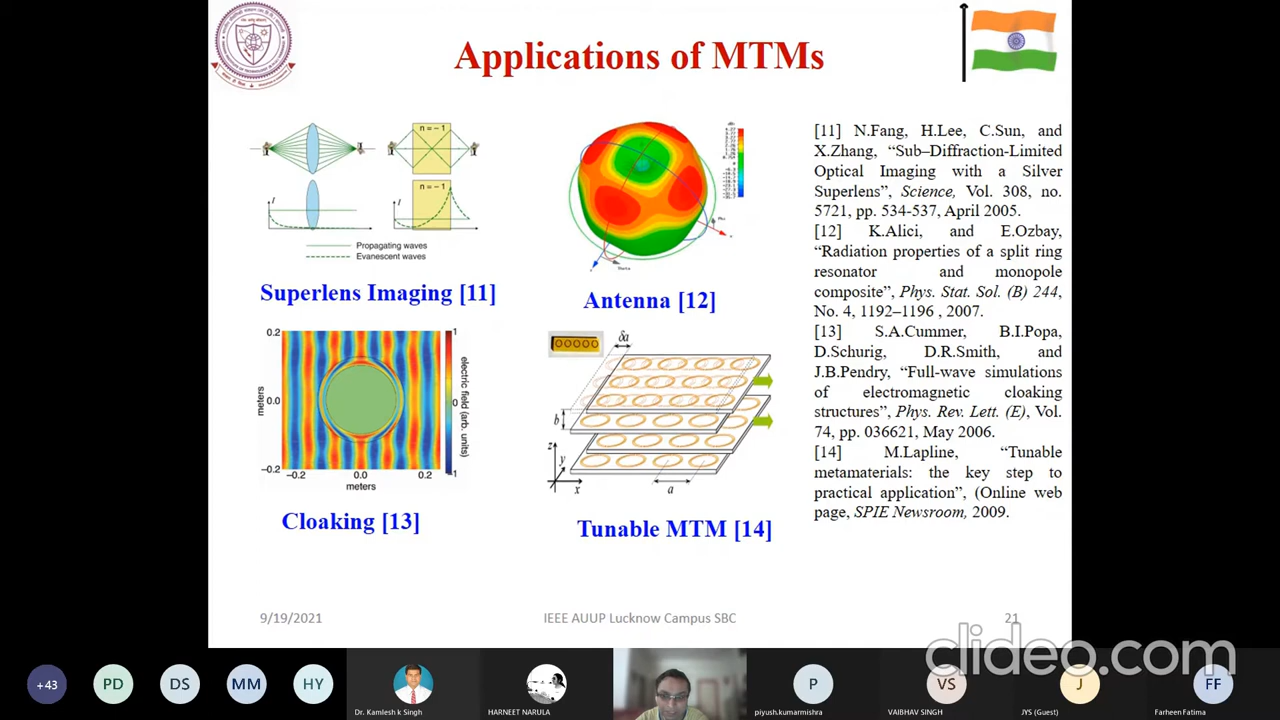 Applications of MTMs
n = - 1
I
I
n = - 1
Propagating waves
Evanescent waves
Superlens Imaging [11]
Phi
Theta
Antenna [12]
0.2
0.0
−0.2
meters
−0.2
0.0
0.2
meters
1
0
−1
electric field (arb. units)
Cloaking [13]
δa
b
z
y
x
a
Tunable MTM [14]
[11] N.Fang, H.Lee, C.Sun, and
X.Zhang, “Sub–Diffraction-Limited
Optical Imaging with a Silver
Superlens”, Science, Vol. 308, no.
5721, pp. 534-537, April 2005.
[12] K.Alici, and E.Ozbay,
“Radiation properties of a split ring
resonator and monopole
composite”, Phys. Stat. Sol. (B) 244,
No. 4, 1192–1196 , 2007.
[13] S.A.Cummer, B.I.Popa,
D.Schurig, D.R.Smith, and
J.B.Pendry, “Full-wave simulations
of electromagnetic cloaking
structures”, Phys. Rev. Lett. (E), Vol.
74, pp. 036621, May 2006.
[14] M.Lapline, “Tunable
metamaterials: the key step to
practical application”, (Online web
page, SPIE Newsroom, 2009.
9/19/2021
IEEE AUUP Lucknow Campus SBC
21
clideo.com
+43
PD
DS
MM
HY
Dr. Kamlesh k Singh
HARNEET NARULA
P
piyush.kumarmishra
VS
VAIBHAV SINGH
J
JYS (Guest)
FF
Farheen Fatima